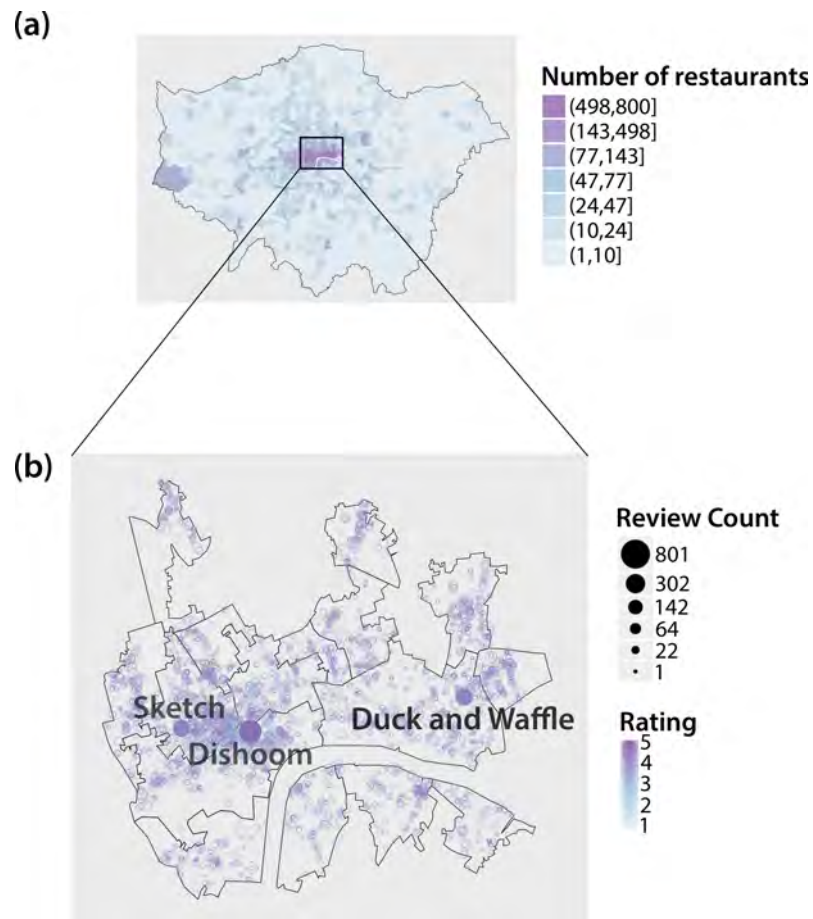 (a)
Number of restaurants
(498,800]
(143,498]
(77,143]
(47,77]
(24,47]
(10,24]
(1,10]
(b)
Review Count
801
302
142
64
22
1
Sketch
Duck and Waffle
Dishoom
Rating
5
4
3
2
1